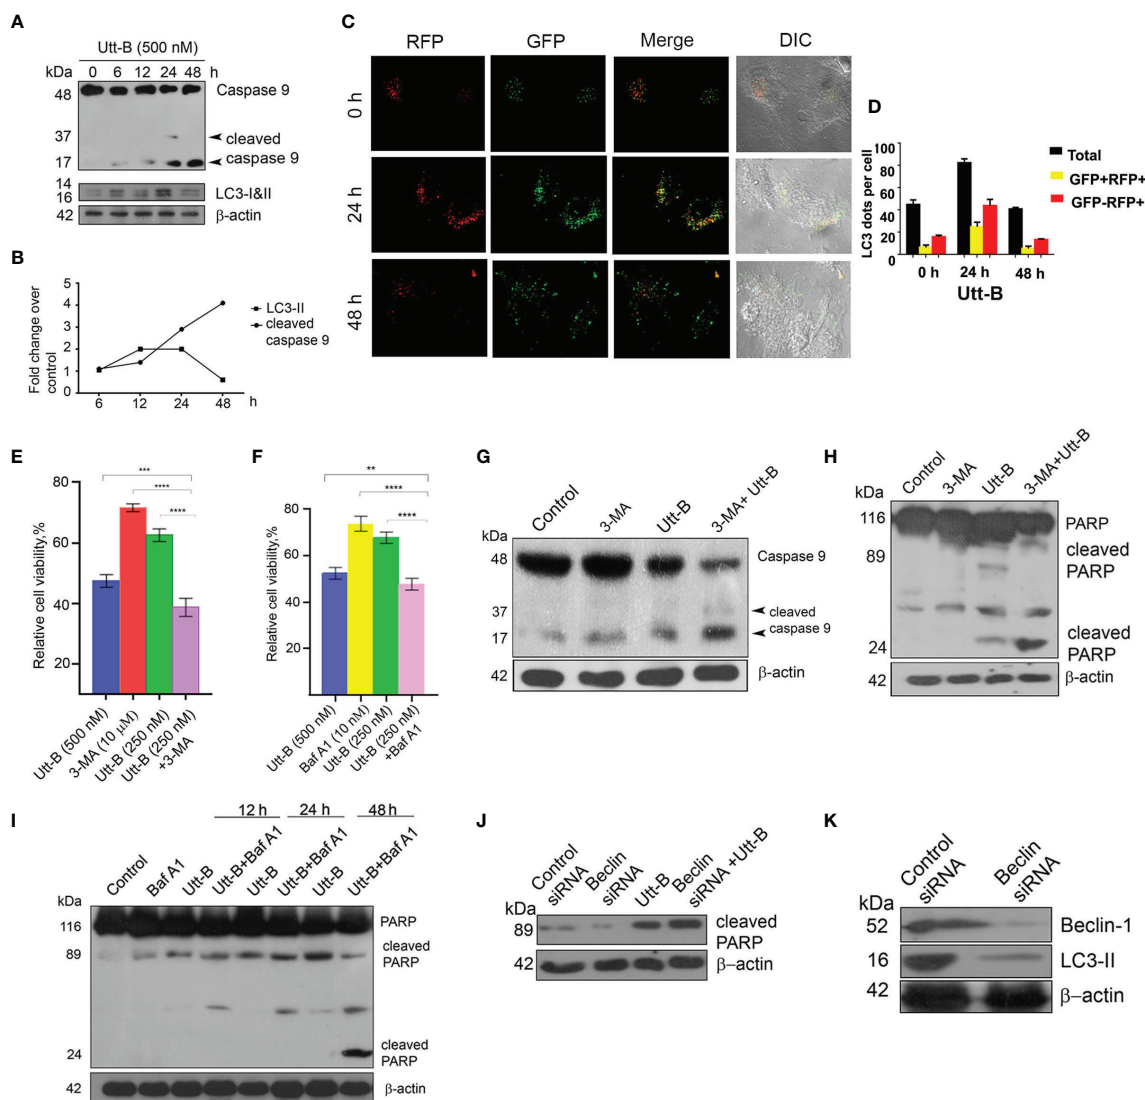 A
Utt-B (500 nM)
kDa 0 6 12 24 48 h
48 Caspase 9
37 cleaved
17 caspase 9
14
16 LC3-I&II
42 β-actin
B
Fold change over
control
5
4
3
2
1
0
6 12 24 48 h
LC3-II
cleaved
caspase 9
C
RFP GFP Merge DIC
0 h
24 h
48 h
D
LC3 dots per cell
100
80
60
40
20
0
0 h 24 h 48 h
Utt-B
Total
GFP+RFP+
GFP-RFP+
E
Relative cell viability,%
80
60
40
20
***
****
****
Utt-B (500 nM)
3-MA (10 μM)
Utt-B (250 nM)
Utt-B (250 nM)
+3-MA
F
Relative cell viability,%
80
60
40
20
**
****
****
Utt-B (500 nM)
Baf A1 (10 nM)
Utt-B (250 nM)
Utt-B (250 nM)
+Baf A1
G
Control 3-MA Utt-B 3-MA+ Utt-B
kDa
48 Caspase 9
37 cleaved
17 caspase 9
42 β-actin
H
Control 3-MA Utt-B 3-MA+Utt-B
kDa
116 PARP
89 cleaved
PARP
24 cleaved
PARP
42 β-actin
I
12 h 24 h 48 h
Control Baf A1 Utt-B Utt-B+Baf A1 Utt-B Utt-B+Baf A1 Utt-B Utt-B+Baf A1
kDa
116 PARP
89 cleaved
PARP
24 cleaved
PARP
42 β-actin
J
Control
siRNA
Beclin
siRNA
Utt-B
Beclin
siRNA +Utt-B
kDa
89 cleaved
PARP
42 β−actin
K
Control
siRNA
Beclin
siRNA
kDa
52 Beclin-1
16 LC3-II
42 β−actin